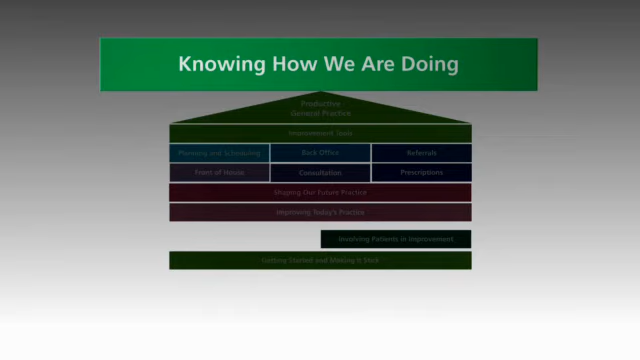 Knowing How We Are Doing
Productive
General Practice
Improvement Tools
Planning and Scheduling
Back Office
Referrals
Front of House
Consultation
Prescriptions
Shaping Our Future Practice
Improving Today's Practice
Involving Patients in Improvement
Getting Started and Making it Stick